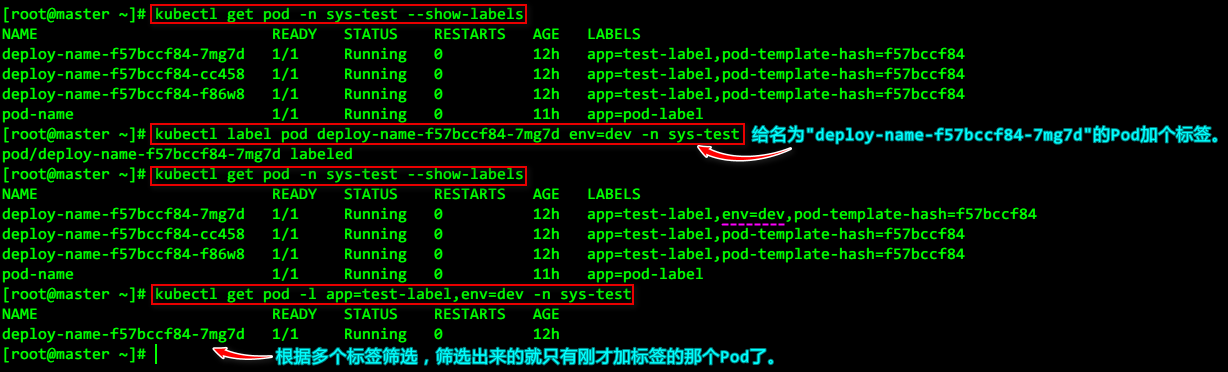 [root@master ~]# kubectl get pod -n sys-test --show-labels
NAME READY STATUS RESTARTS AGE LABELS
deploy-name-f57bccf84-7mg7d 1/1 Running 0 12h app=test-label,pod-template-hash=f57bccf84
deploy-name-f57bccf84-cc458 1/1 Running 0 12h app=test-label,pod-template-hash=f57bccf84
deploy-name-f57bccf84-f86w8 1/1 Running 0 12h app=test-label,pod-template-hash=f57bccf84
pod-name 1/1 Running 0 11h app=pod-label
[root@master ~]# kubectl label pod deploy-name-f57bccf84-7mg7d env=dev -n sys-test 给名为"deploy-name-f57bccf84-7mg7d"的Pod加个标签。
pod/deploy-name-f57bccf84-7mg7d labeled
[root@master ~]# kubectl get pod -n sys-test --show-labels
NAME READY STATUS RESTARTS AGE LABELS
deploy-name-f57bccf84-7mg7d 1/1 Running 0 12h app=test-label,env=dev,pod-template-hash=f57bccf84
deploy-name-f57bccf84-cc458 1/1 Running 0 12h app=test-label,pod-template-hash=f57bccf84
deploy-name-f57bccf84-f86w8 1/1 Running 0 12h app=test-label,pod-template-hash=f57bccf84
pod-name 1/1 Running 0 11h app=pod-label
[root@master ~]# kubectl get pod -l app=test-label,env=dev -n sys-test
NAME READY STATUS RESTARTS AGE
deploy-name-f57bccf84-7mg7d 1/1 Running 0 12h
[root@master ~]# 根据多个标签筛选，筛选出来的就只有刚才加标签的那个Pod了。